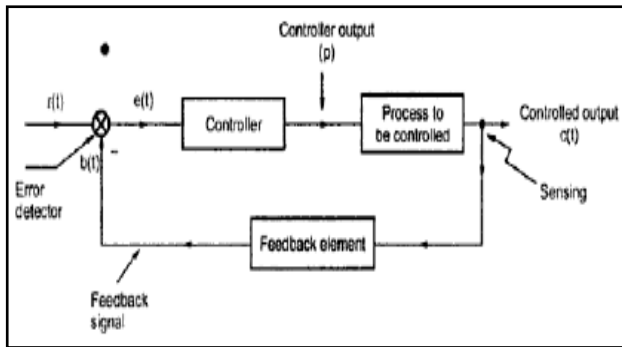 Controller output
(p)
r(t)
e(t)
Controller
Process to
be controlled
Controlled output
c(t)
b(t)
−
Error
detector
Sensing
Feedback element
Feedback
signal